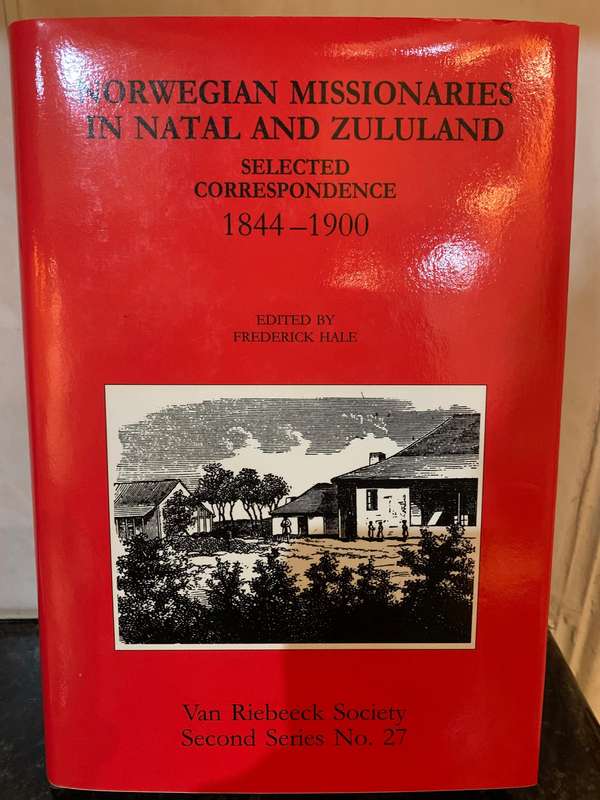 NORWEGIAN MISSIONARIES
IN NATAL AND ZULULAND
SELECTED
CORRESPONDENCE
1844–1900
EDITED BY
FREDERICK HALE
Van Riebeeck Society
Second Series No. 27